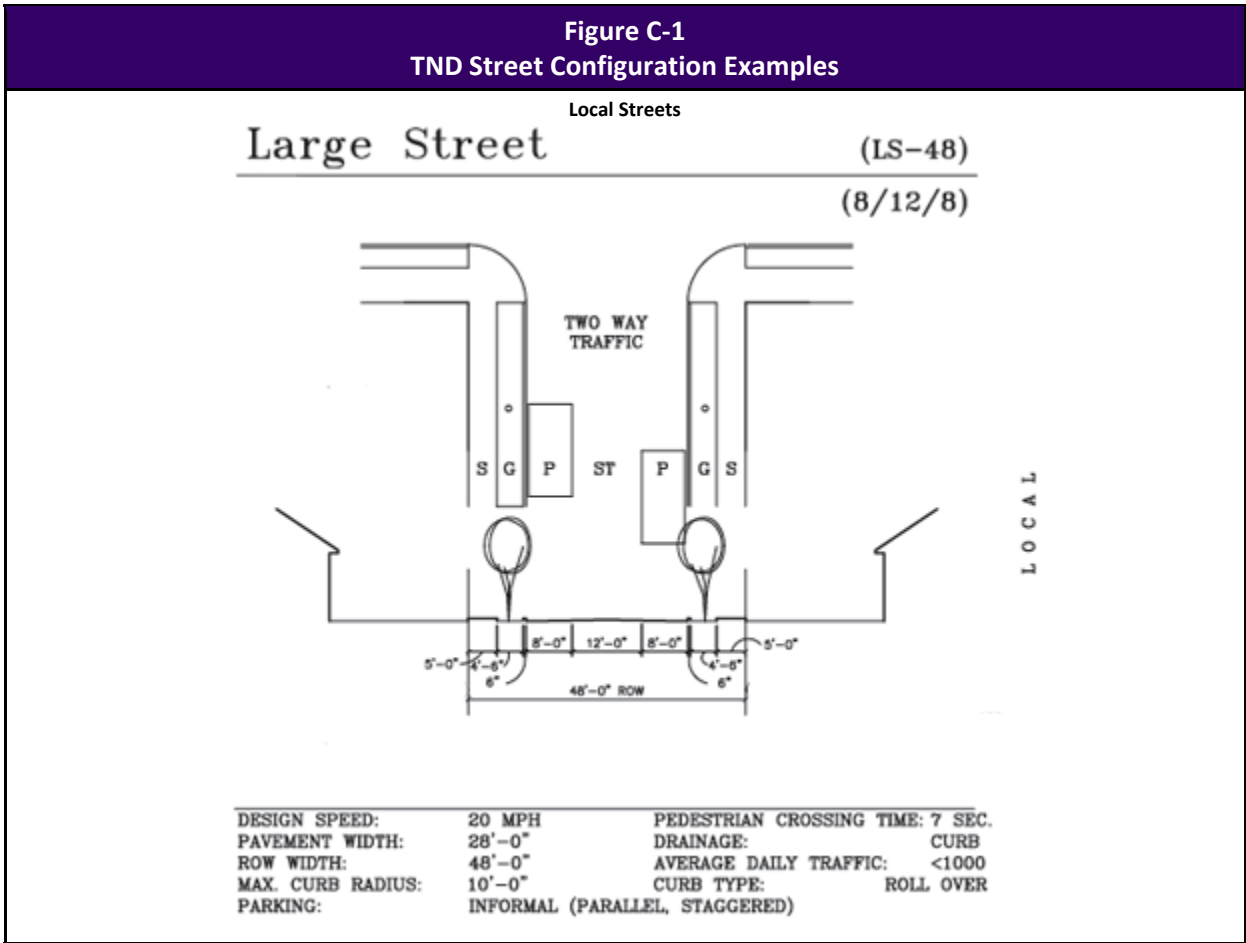 Figure C-1
TND Street Configuration Examples
Local Streets
Large Street (LS-48)
(8/12/8)
TWO WAY
TRAFFIC
S G P ST P G S
LOCAL
8'-0" 12'-0" 8'-0"
5'-0" 4'-6" 4'-6" 5'-0"
6" 6"
48'-0" ROW
DESIGN SPEED: 20 MPH PEDESTRIAN CROSSING TIME: 7 SEC.
PAVEMENT WIDTH: 28'-0" DRAINAGE: CURB
ROW WIDTH: 48'-0" AVERAGE DAILY TRAFFIC: <1000
MAX. CURB RADIUS: 10'-0" CURB TYPE: ROLL OVER
PARKING: INFORMAL (PARALLEL, STAGGERED)